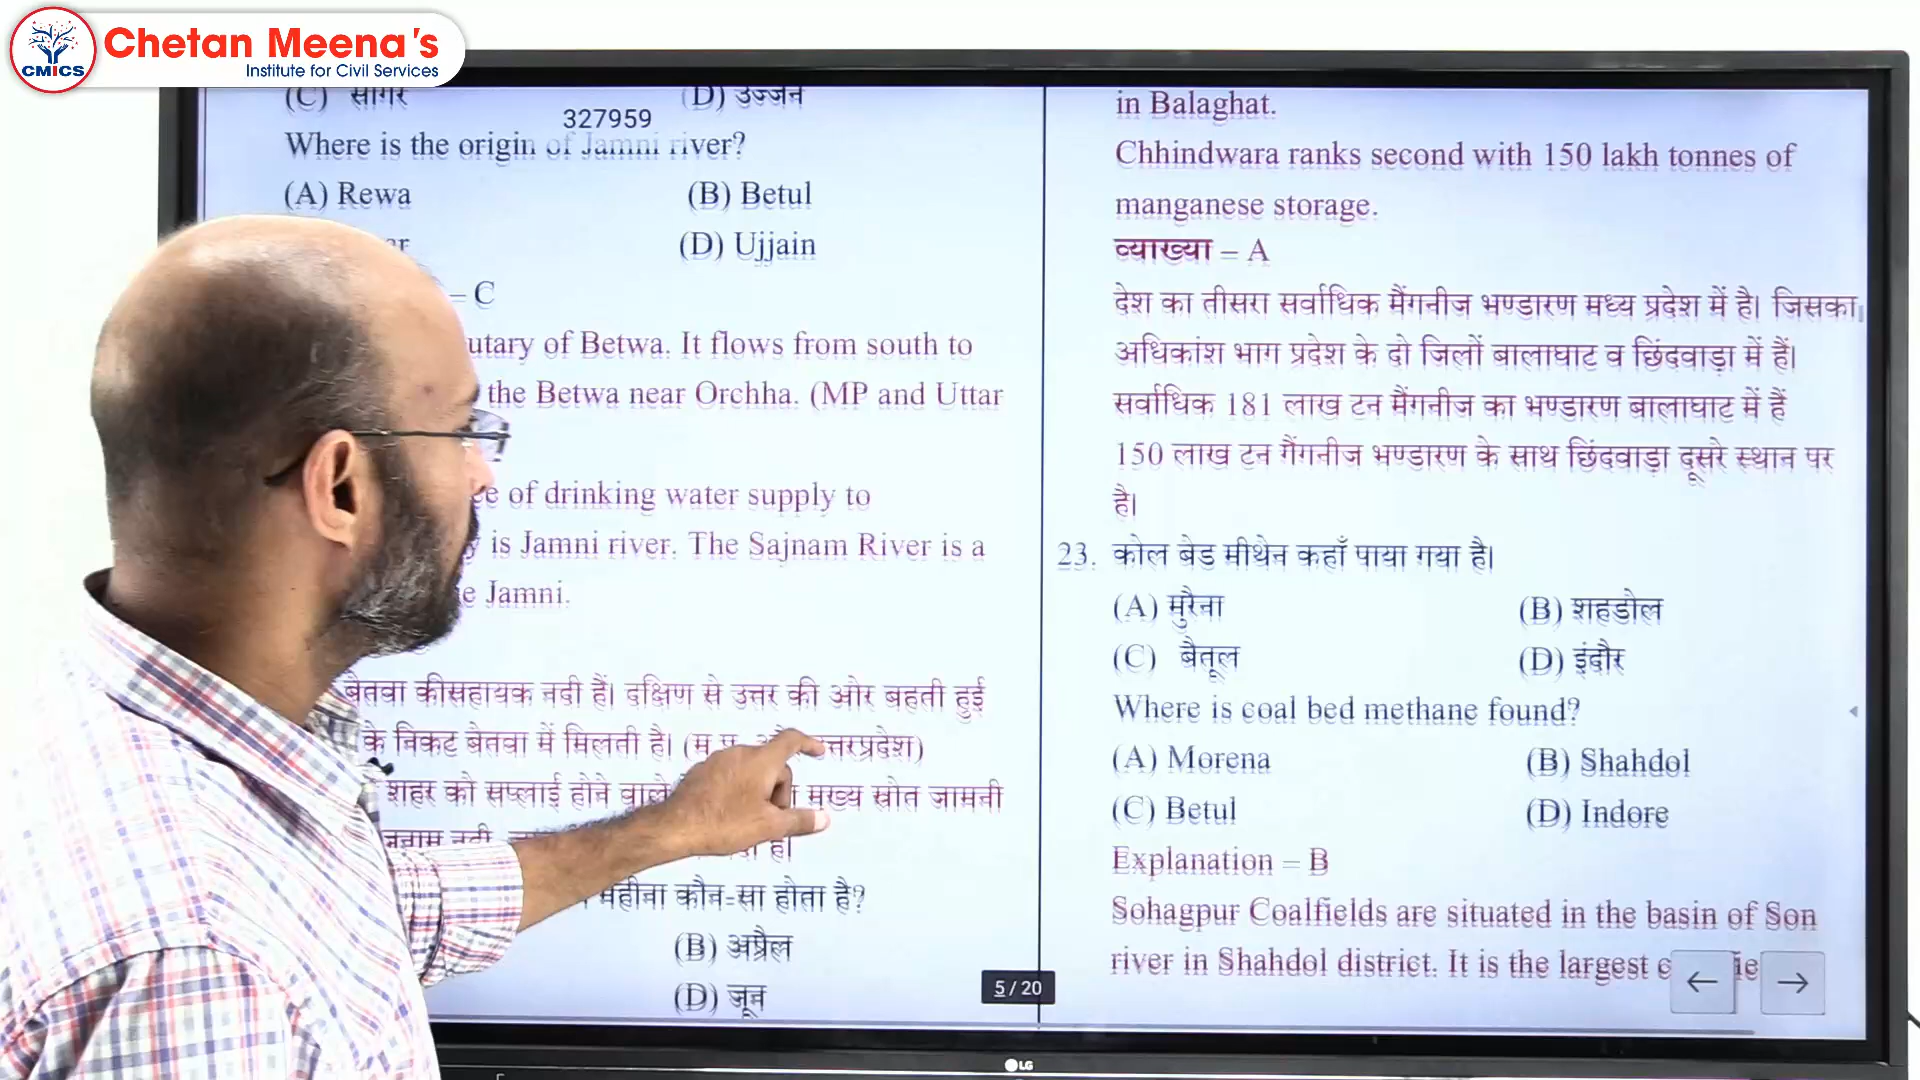 Chetan Meena's
Institute for Civil Services
CMICS
(C) सागर (D) उज्जैन
327959
Where is the origin of Jamni river?
(A) Rewa (B) Betul
(D) Ujjain
– C
utary of Betwa. It flows from south to
the Betwa near Orchha. (MP and Uttar
of drinking water supply to
is Jamni river. The Sajnam River is a
Jamni.
बेतवा कीसहायक नदी हैं। दक्षिण से उत्तर की ओर बहती हुई
के निकट बेतवा में मिलती है। (म.प्र. उत्तरप्रदेश)
शहर को सप्लाई होने वाले मुख्य स्रोत जामनी
नदी
है।
महीना कौन-सा होता है?
(B) अप्रैल
(D) जून
in Balaghat.
Chhindwara ranks second with 150 lakh tonnes of
manganese storage.
व्याख्या – A
देश का तीसरा सर्वाधिक मैंगनीज भण्डारण मध्य प्रदेश में है। जिसका
अधिकांश भाग प्रदेश के दो जिलों बालाघाट व छिंदवाड़ा में हैं।
सर्वाधिक 181 लाख टन मैंगनीज का भण्डारण बालाघाट में हैं
150 लाख टन गैंगनीज भण्डारण के साथ छिंदवाड़ा दूसरे स्थान पर
है।
23. कोल बेड मीथेन कहाँ पाया गया है।
(A) मुरैना (B) शहडोल
(C) बैतूल (D) इंदौर
Where is coal bed methane found?
(A) Morena (B) Shahdol
(C) Betul (D) Indore
Explanation – B
Sohagpur Coalfields are situated in the basin of Son
river in Shahdol district. It is the largest
5 / 20
LG